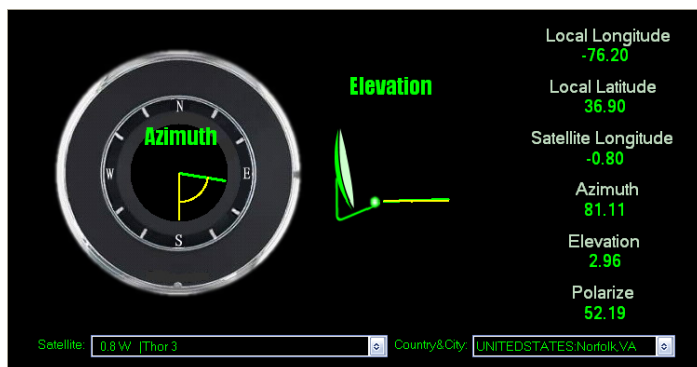 Local Longitude
-76.20
Elevation
Local Latitude
36.90
N
Azimuth
Satellite Longitude
-0.80
W
E
Azimuth
81.11
S
Elevation
2.96
Polarize
52.19
Satellite: 0.8 W |Thor 3 Country&City: UNITEDSTATES:Norfolk,VA